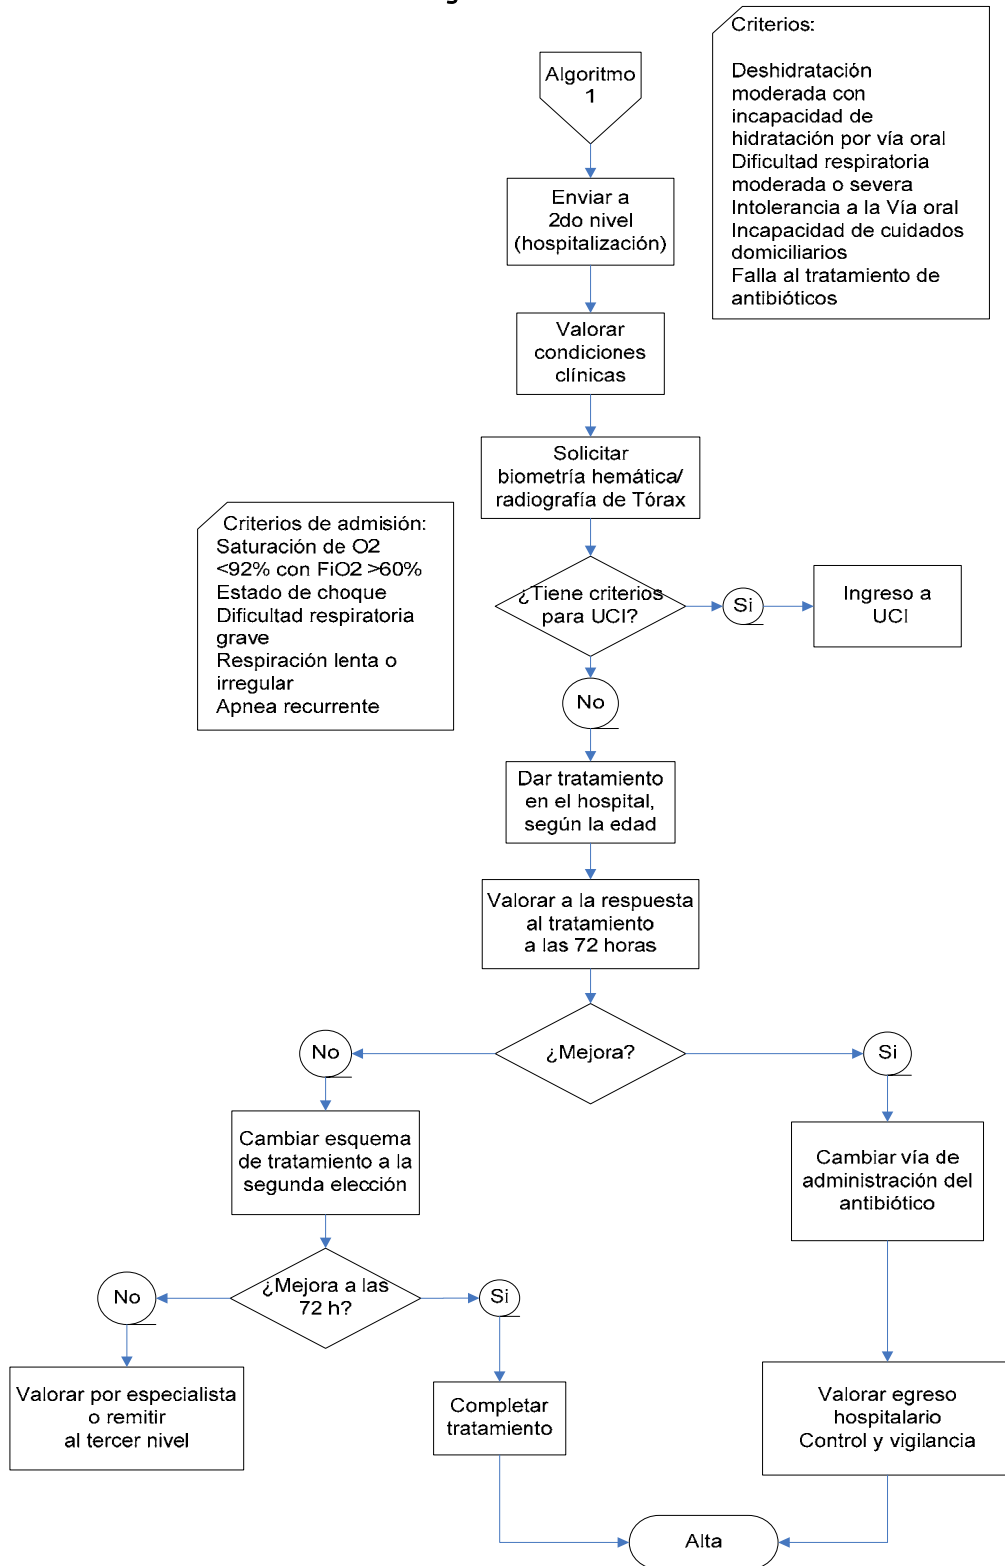 Criterios:
Deshidratación
moderada con
incapacidad de
hidratación por vía oral
Dificultad respiratoria
moderada o severa
Intolerancia a la Vía oral
Incapacidad de cuidados
domiciliarios
Falla al tratamiento de
antibióticos
Algoritmo
1
Enviar a
2do nivel
(hospitalización)
Valorar
condiciones
clínicas
Solicitar
biometría hemática/
radiografía de Tórax
Criterios de admisión:
Saturación de O2
<92% con FiO2 >60%
Estado de choque
Dificultad respiratoria
grave
Respiración lenta o
irregular
Apnea recurrente
¿Tiene criterios
para UCI?
Si
Ingreso a
UCI
No
Dar tratamiento
en el hospital,
según la edad
Valorar a la respuesta
al tratamiento
a las 72 horas
¿Mejora?
No
Si
Cambiar esquema
de tratamiento a la
segunda elección
Cambiar vía de
administración del
antibiótico
¿Mejora a las
72 h?
No
Si
Valorar por especialista
o remitir
al tercer nivel
Completar
tratamiento
Valorar egreso
hospitalario
Control y vigilancia
Alta